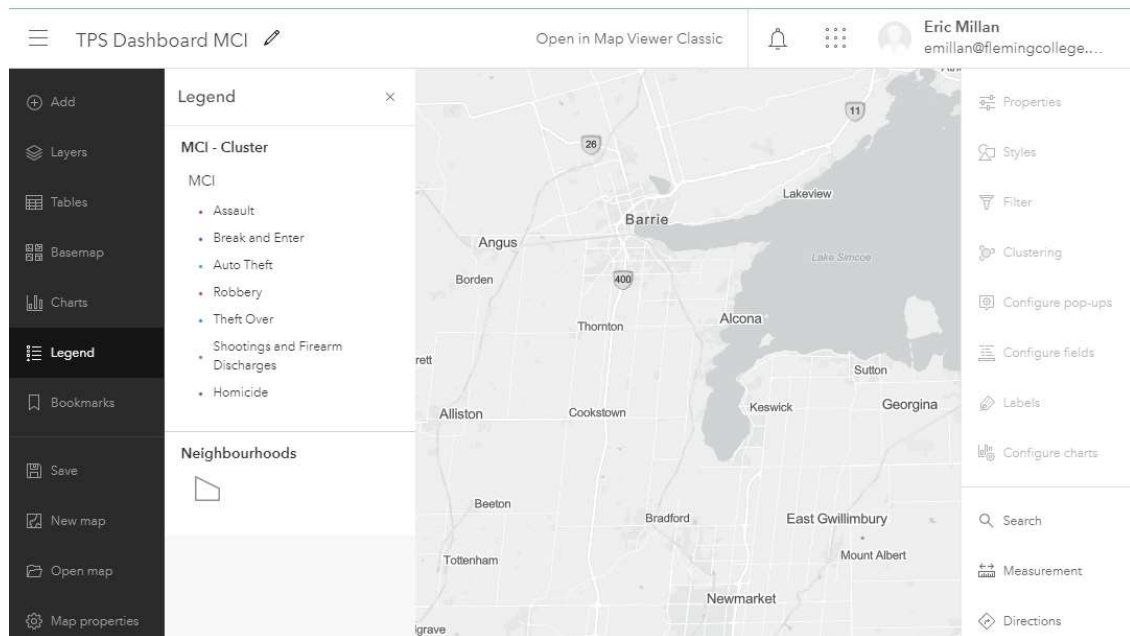 TPS Dashboard MCI
Open in Map Viewer Classic
Eric Millan
emillan@flemingcollege....
Add
Layers
Tables
Basemap
Charts
Legend
Bookmarks
Save
New map
Open map
Map properties
Legend
MCI - Cluster
MCI
Assault
Break and Enter
Auto Theft
Robbery
Theft Over
Shootings and Firearm
Discharges
Homicide
Neighbourhoods
11
26
Lakeview
Barrie
Angus
Lake Simcoe
Borden
400
Alcona
Thornton
rett
Sutton
Alliston
Cookstown
Keswick
Georgina
Beeton
Bradford
East Gwillimbury
Tottenham
Mount Albert
Newmarket
lgrave
Properties
Styles
Filter
Clustering
Configure pop-ups
Configure fields
Labels
Configure charts
Search
Measurement
Directions